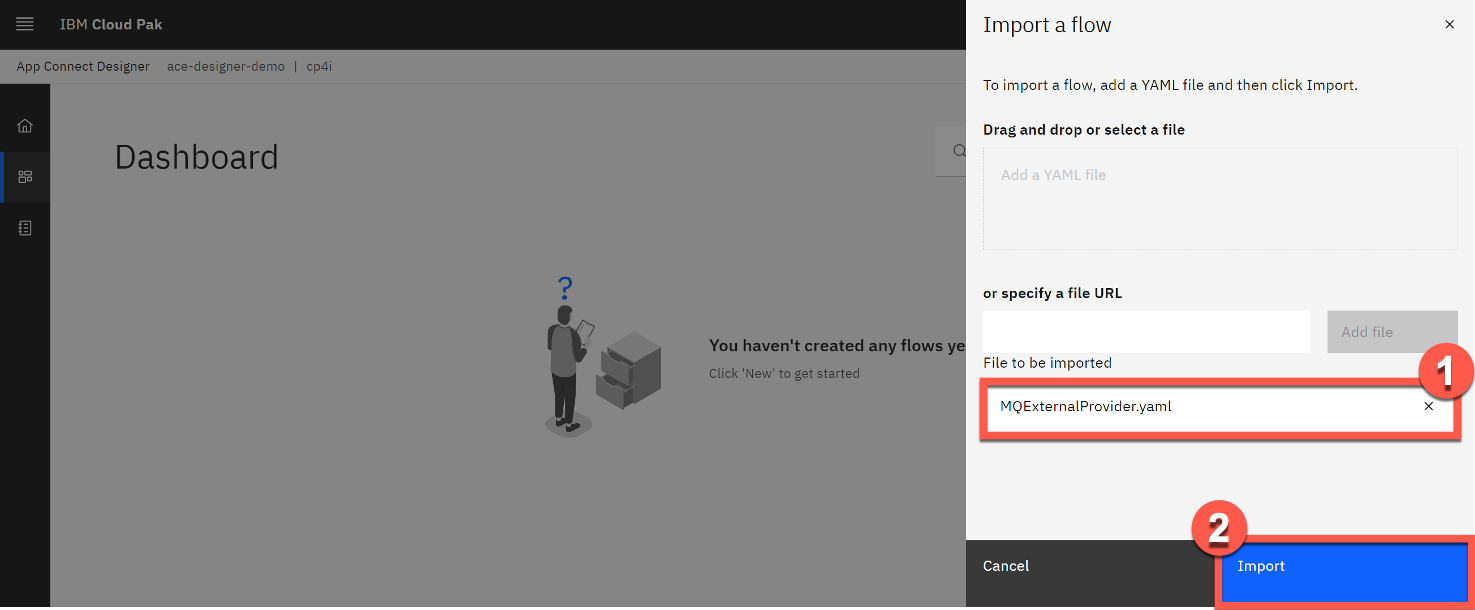 IBM Cloud Pak
App Connect Designer ace-designer-demo | cp4i
Dashboard
?
You haven't created any flows ye
Click 'New' to get started
Import a flow
To import a flow, add a YAML file and then click Import.
Drag and drop or select a file
Add a YAML file
or specify a file URL
Add file
File to be imported
1
MQExternalProvider.yaml
2
Cancel
Import